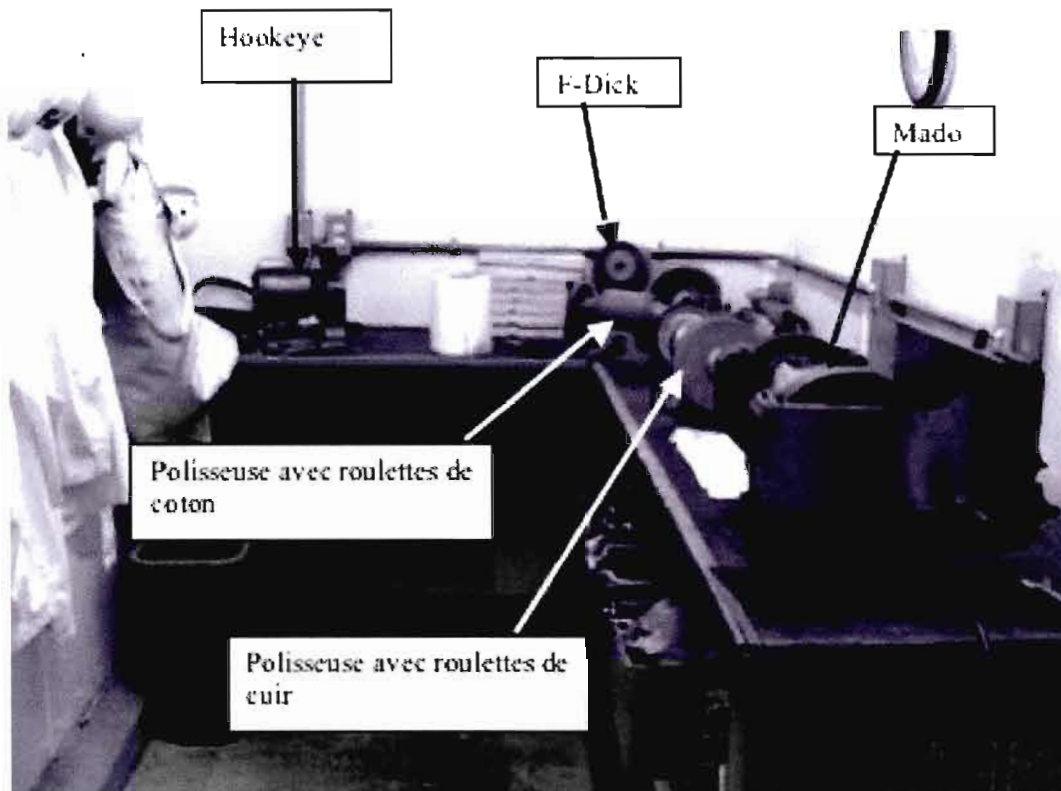 Hookeye
F-Dick
Mado
Polisseuse avec roulettes de
coton
Polisseuse avec roulettes de
cuir